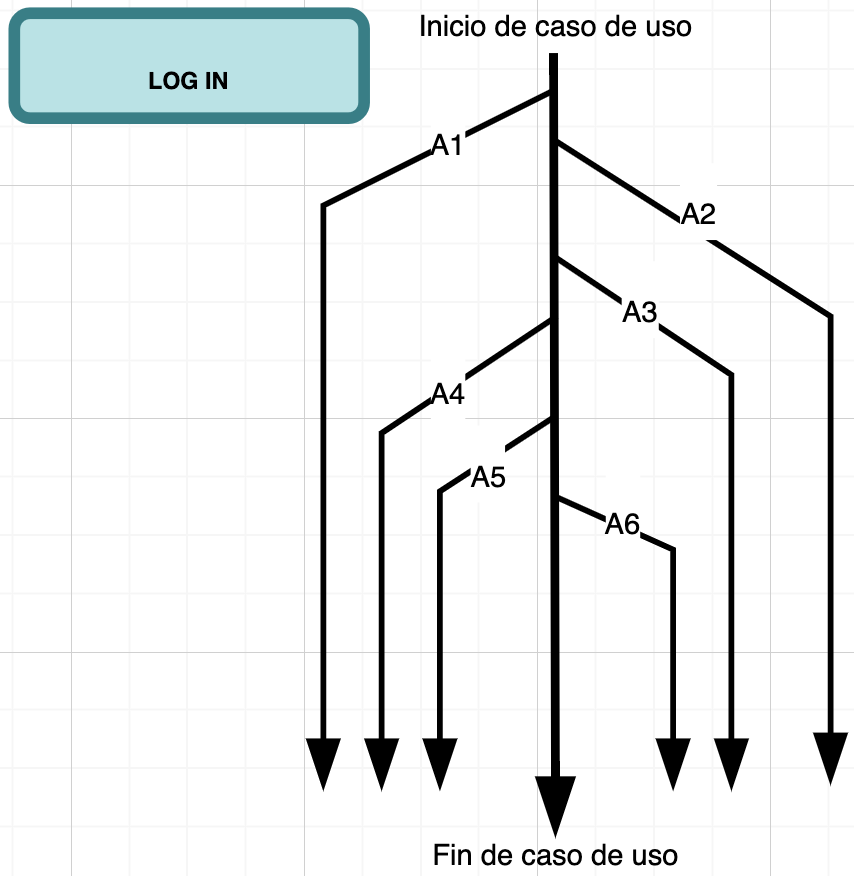 Inicio de caso de uso
LOG IN
A1
A2
A3
A4
A5
A6
Fin de caso de uso